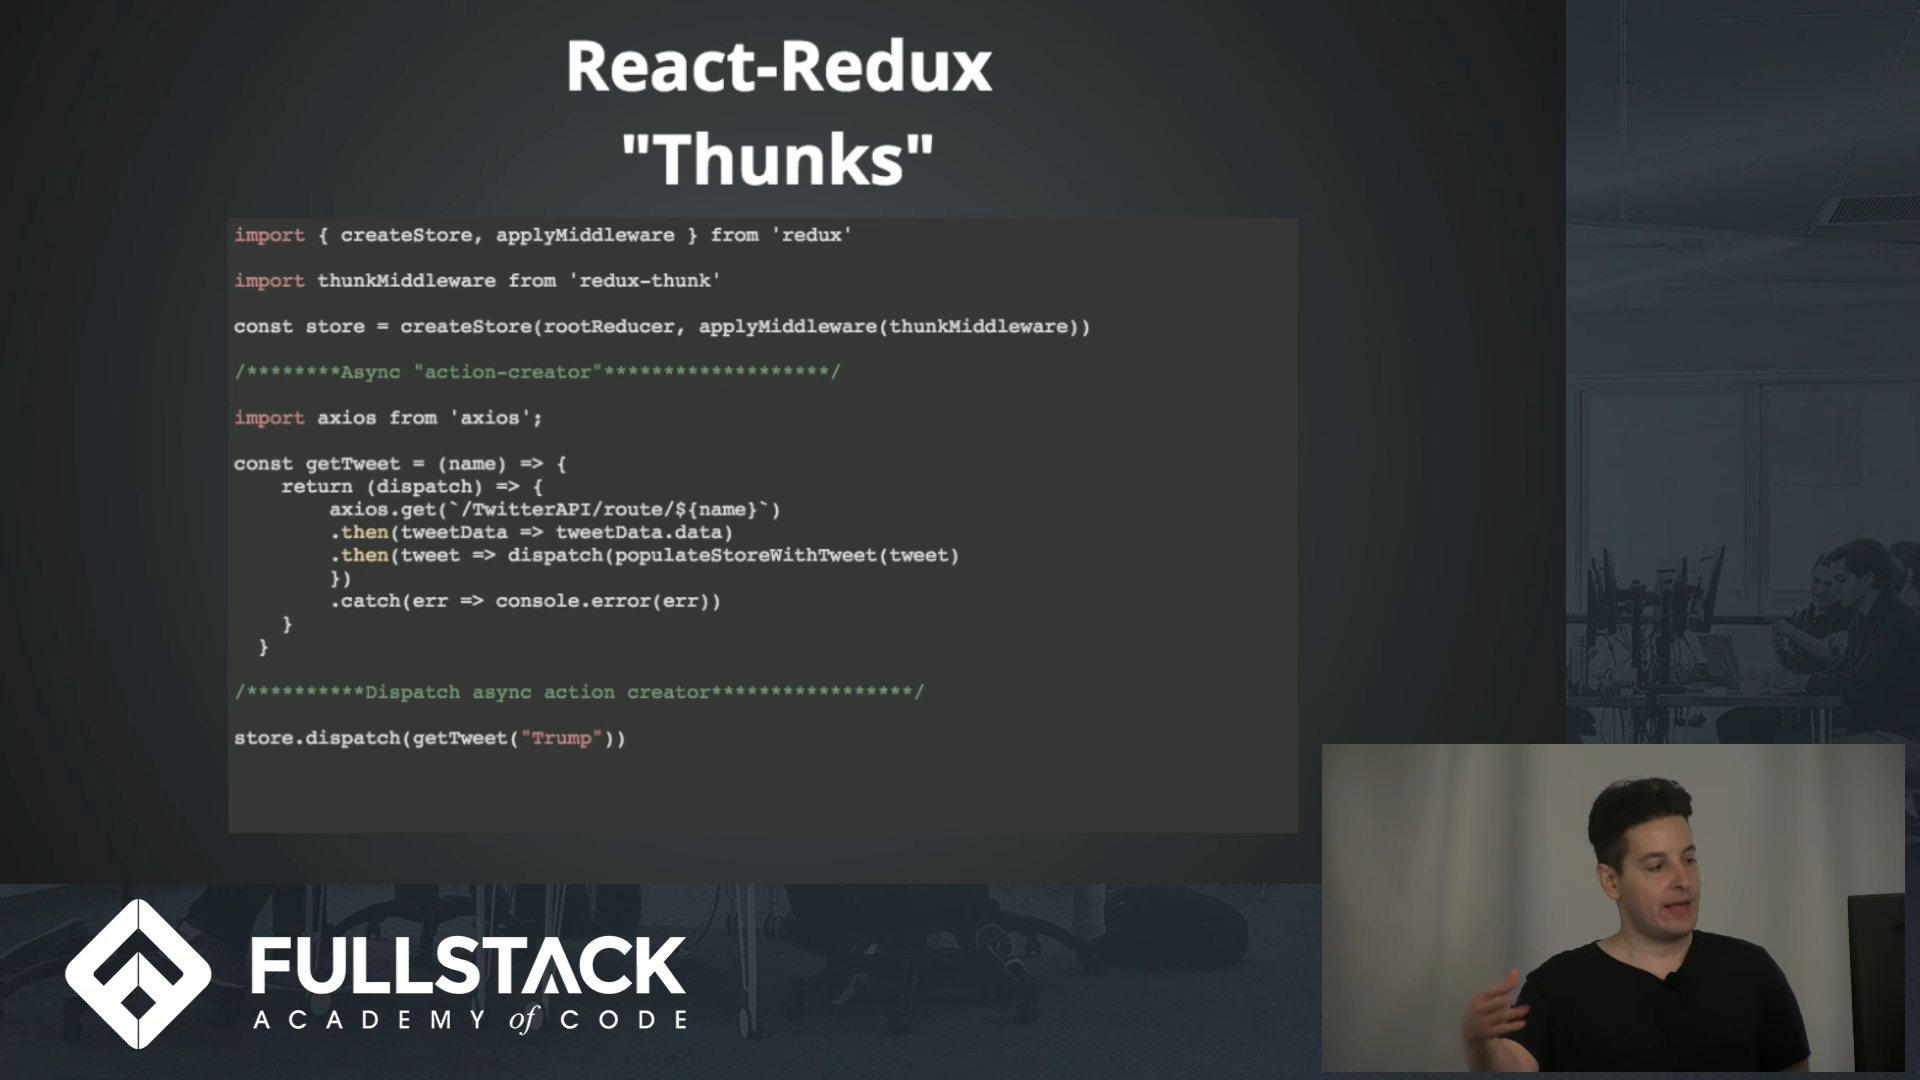 React-Redux
"Thunks"
import { createStore, applyMiddleware } from 'redux'
import thunkMiddleware from 'redux-thunk'
const store = createStore(rootReducer, applyMiddleware(thunkMiddleware))
/********Async "action-creator"*******************/
import axios from 'axios';
const getTweet = (name) => {
    return (dispatch) => {
        axios.get(`/TwitterAPI/route/${name}`)
        .then(tweetData => tweetData.data)
        .then(tweet => dispatch(populateStoreWithTweet(tweet)
        })
        .catch(err => console.error(err))
    }
  }
/**********Dispatch async action creator*****************/
store.dispatch(getTweet("Trump"))
FULLSTACK
ACADEMY of CODE